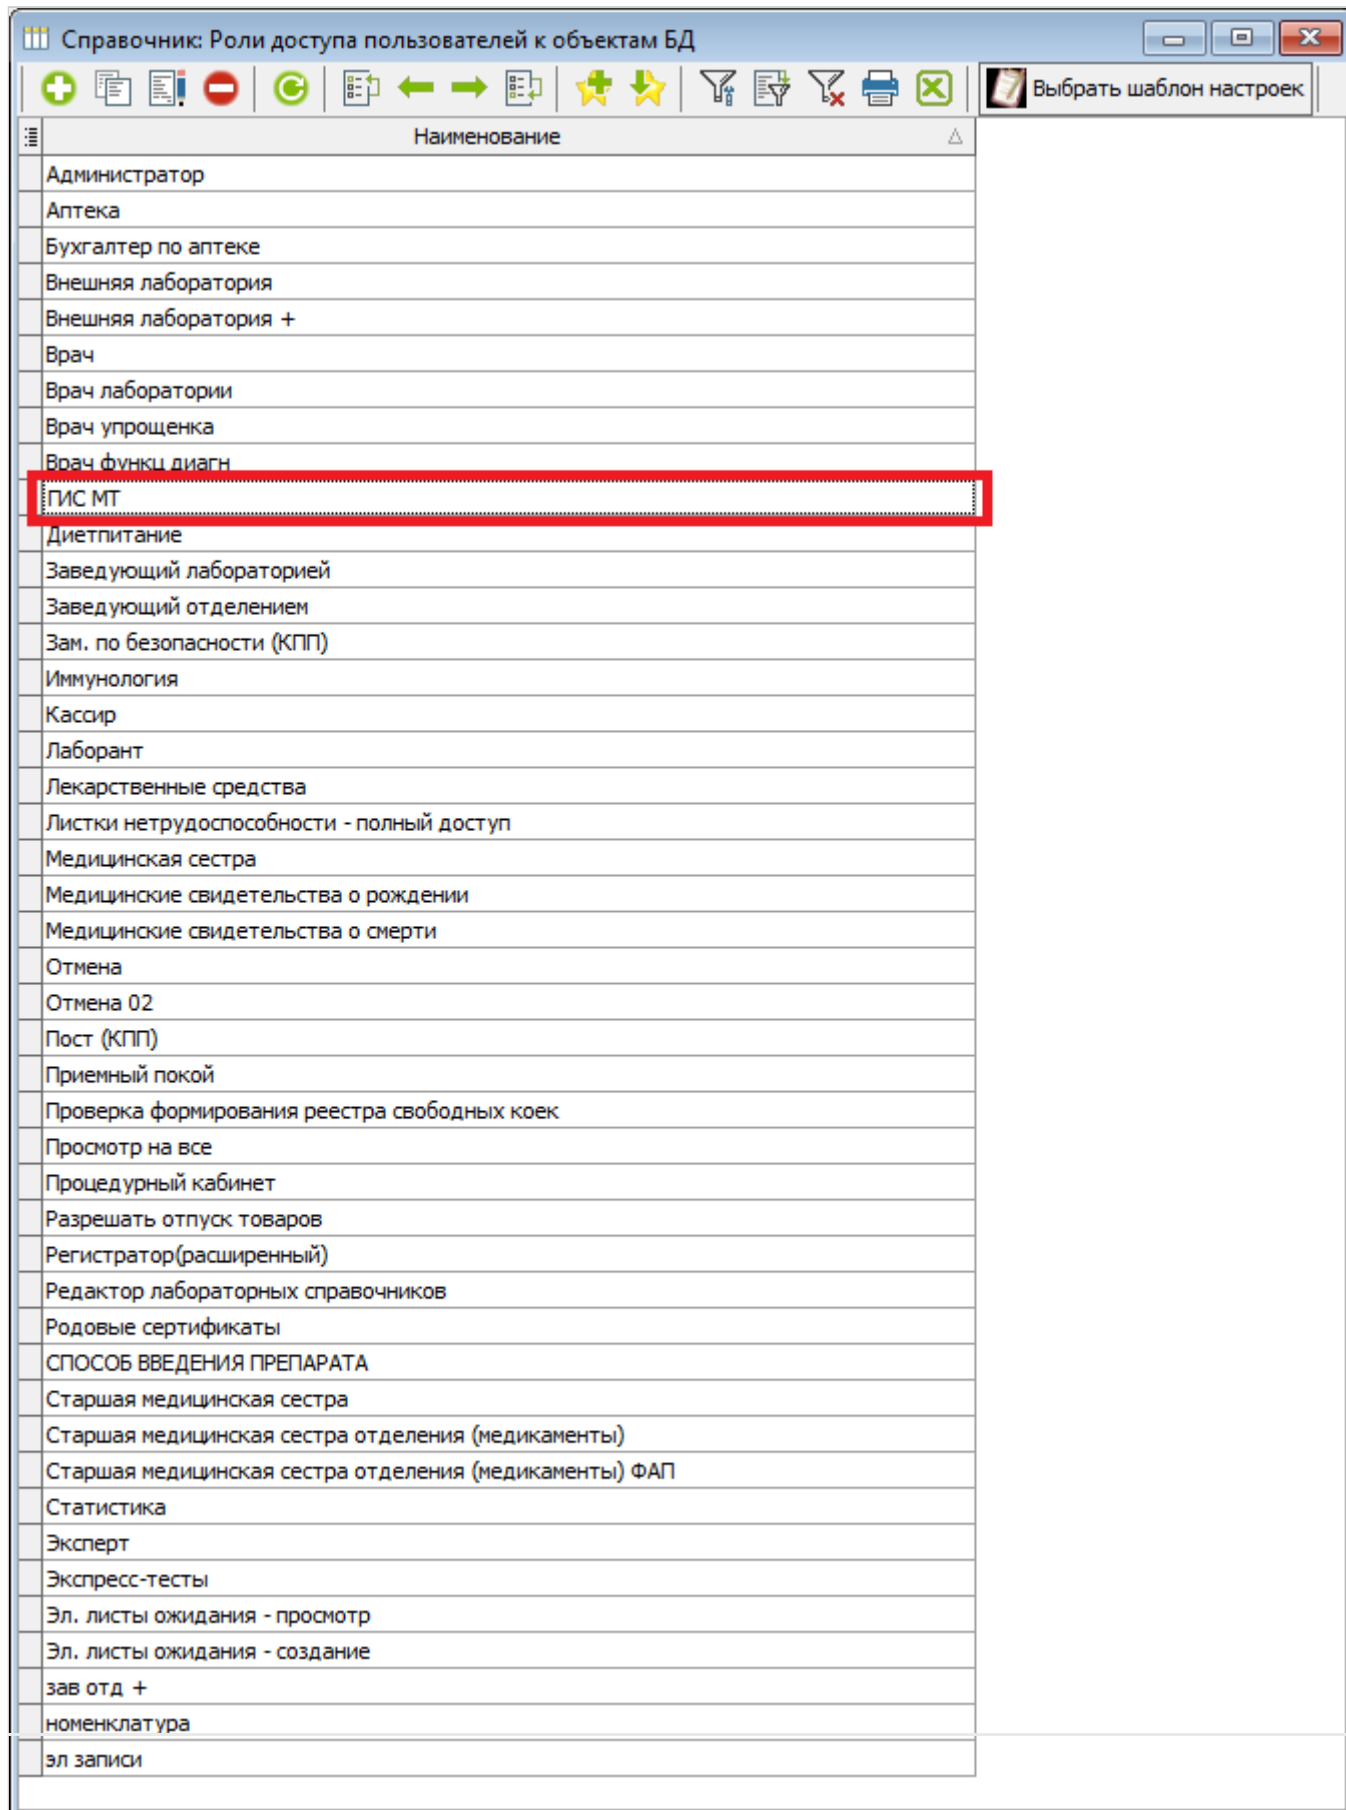 Справочник: Роли доступа пользователей к объектам БД
Выбрать шаблон настроек
Наименование
Администратор
Аптека
Бухгалтер по аптеке
Внешняя лаборатория
Внешняя лаборатория +
Врач
Врач лаборатории
Врач упрощенка
Врач функц диагн
ГИС МТ
Диетпитание
Заведующий лабораторией
Заведующий отделением
Зам. по безопасности (КПП)
Иммунология
Кассир
Лаборант
Лекарственные средства
Листки нетрудоспособности - полный доступ
Медицинская сестра
Медицинские свидетельства о рождении
Медицинские свидетельства о смерти
Отмена
Отмена 02
Пост (КПП)
Приемный покой
Проверка формирования реестра свободных коек
Просмотр на все
Процедурный кабинет
Разрешать отпуск товаров
Регистратор(расширенный)
Редактор лабораторных справочников
Родовые сертификаты
СПОСОБ ВВЕДЕНИЯ ПРЕПАРАТА
Старшая медицинская сестра
Старшая медицинская сестра отделения (медикаменты)
Старшая медицинская сестра отделения (медикаменты) ФАП
Статистика
Эксперт
Экспресс-тесты
Эл. листы ожидания - просмотр
Эл. листы ожидания - создание
зав отд +
номенклатура
эл записи